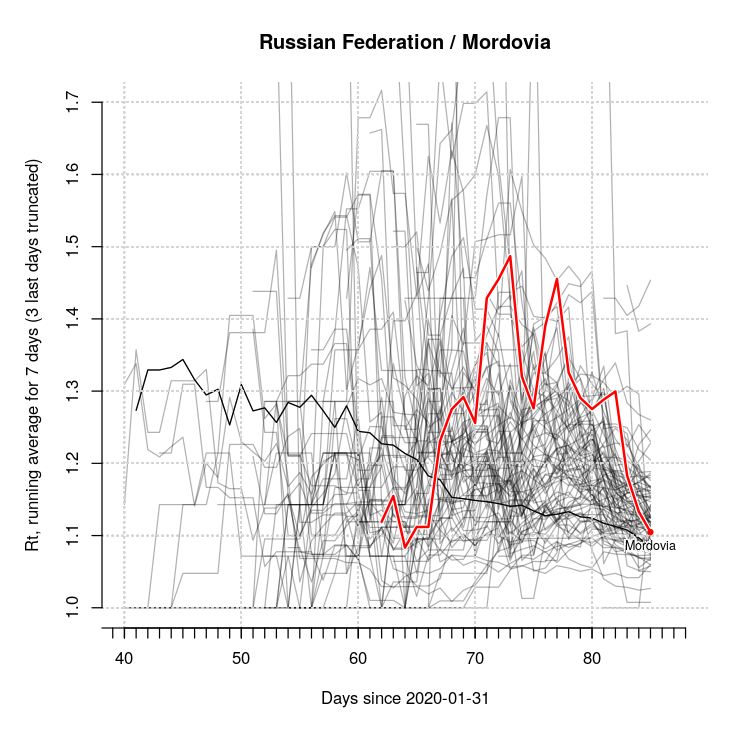 Russian Federation / Mordovia
Rt, running average for 7 days (3 last days truncated)
1.7
1.6
1.5
1.4
1.3
1.2
1.1
1.0
Mordovia
40 50 60 70 80
Days since 2020-01-31